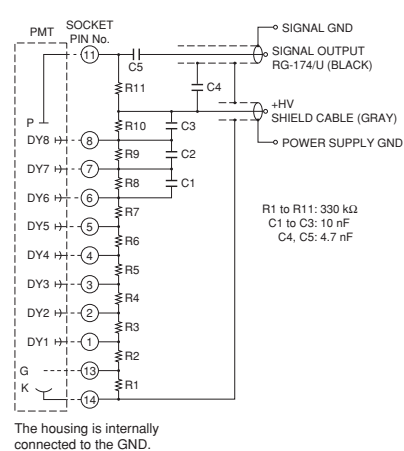 PMT
SOCKET
PIN No.
SIGNAL GND
11
C5
SIGNAL OUTPUT
RG-174/U (BLACK)
R11
C4
+HV
SHIELD CABLE (GRAY)
P
R10
C3
DY8
8
POWER SUPPLY GND
R9
C2
DY7
7
R8
C1
DY6
6
R7
R1 to R11: 330 kΩ
C1 to C3: 10 nF
C4, C5: 4.7 nF
DY5
5
R6
DY4
4
R5
DY3
3
R4
DY2
2
R3
DY1
1
R2
G
13
K
R1
14
The housing is internally
connected to the GND.